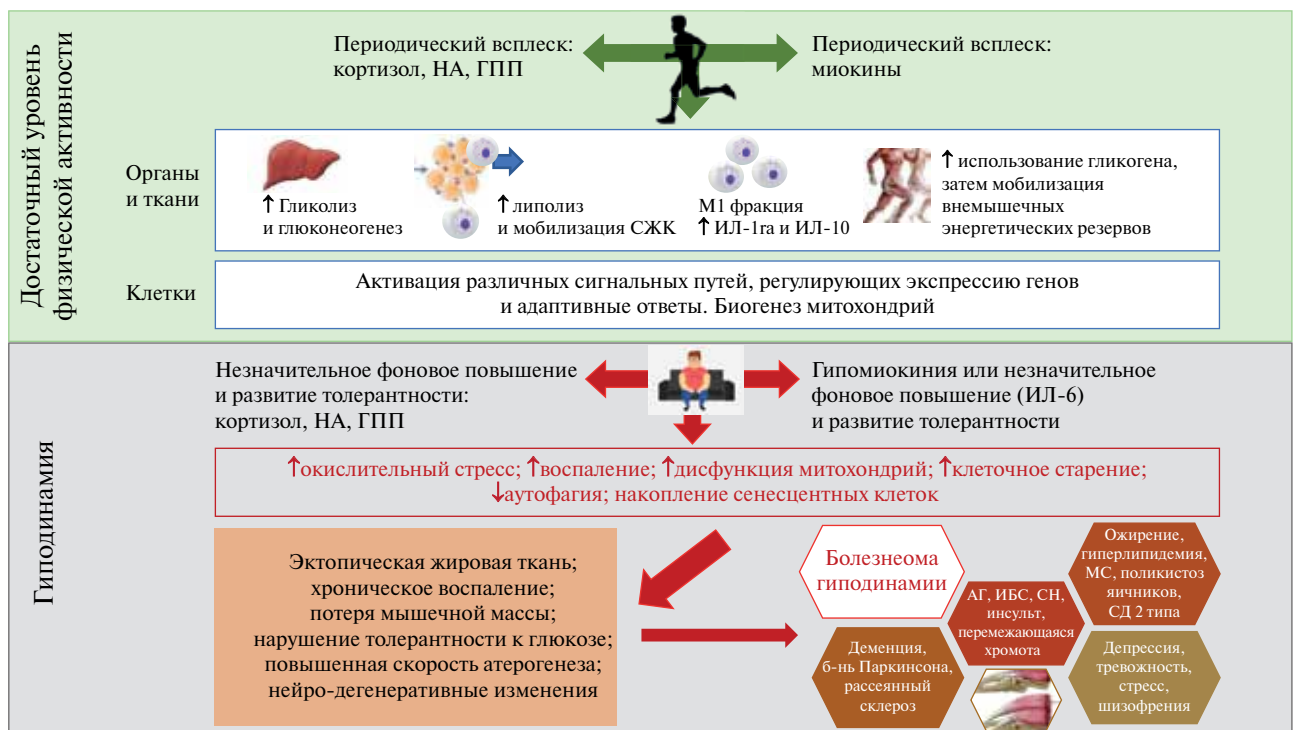 Достаточный уровень
физической активности
Периодический всплеск:
кортизол, НА, ГПП
Периодический всплеск:
миокины
Органы
и ткани
↑ Гликолиз
и глюконеогенез
↑ липолиз
и мобилизация СЖК
М1 фракция
↑ ИЛ-1ra и ИЛ-10
↑ использование гликогена,
затем мобилизация
внемышечных
энергетических резервов
Клетки
Активация различных сигнальных путей, регулирующих экспрессию генов
и адаптивные ответы. Биогенез митохондрий
Гиподинамия
Незначительное фоновое повышение
и развитие толерантности:
кортизол, НА, ГПП
Гипомиокиния или незначительное
фоновое повышение (ИЛ-6)
и развитие толерантности
↑окислительный стресс; ↑воспаление; ↑дисфункция митохондрий; ↑клеточное старение;
↓аутофагия; накопление сенесцентных клеток
Эктопическая жировая ткань;
хроническое воспаление;
потеря мышечной массы;
нарушение толерантности к глюкозе;
повышенная скорость атерогенеза;
нейро-дегенеративные изменения
Болезнеома
гиподинамии
Ожирение,
гиперлипидемия,
МС, поликистоз
яичников,
СД 2 типа
АГ, ИБС, СН,
инсульт,
перемежающаяся
хромота
Деменция,
б-нь Паркинсона,
рассеянный
склероз
Депрессия,
тревожность,
стресс,
шизофрения